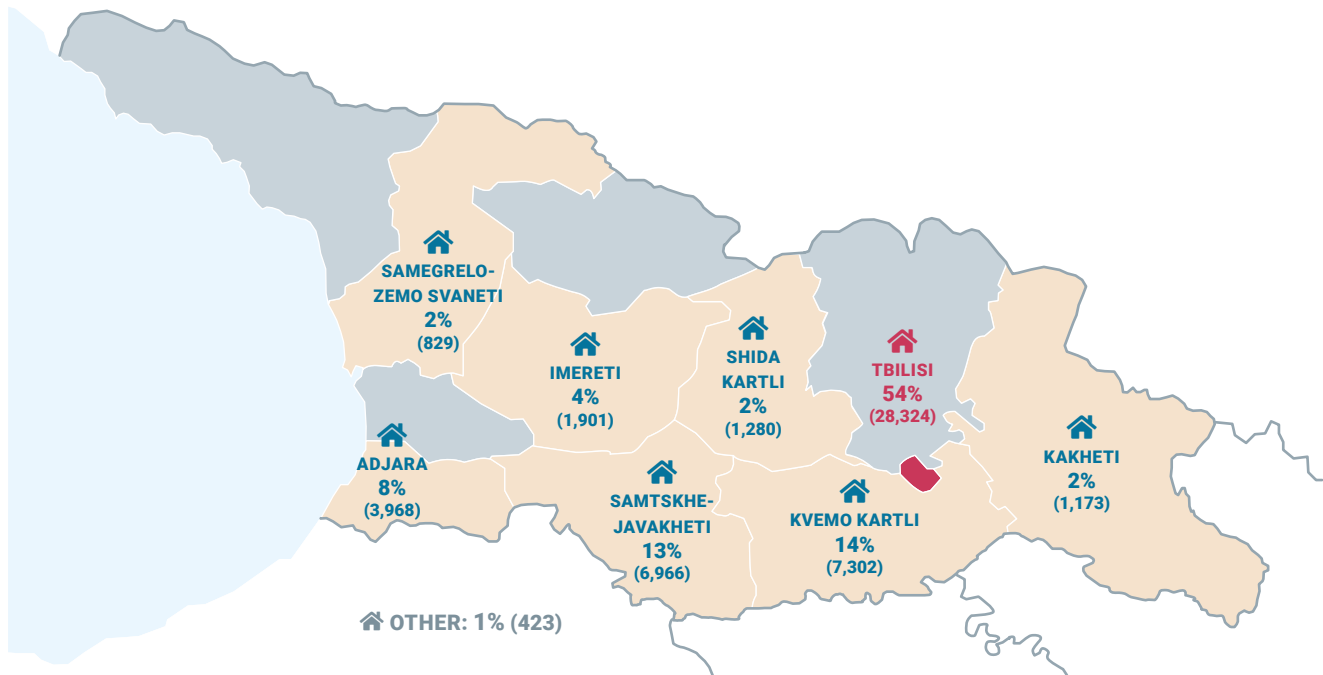 SAMEGRELO-
ZEMO SVANETI
2%
(829)
IMERETI
4%
(1,901)
SHIDA
KARTLI
2%
(1,280)
TBILISI
54%
(28,324)
KAKHETI
2%
(1,173)
ADJARA
8%
(3,968)
SAMTSKHE-
JAVAKHETI
13%
(6,966)
KVEMO KARTLI
14%
(7,302)
OTHER: 1% (423)